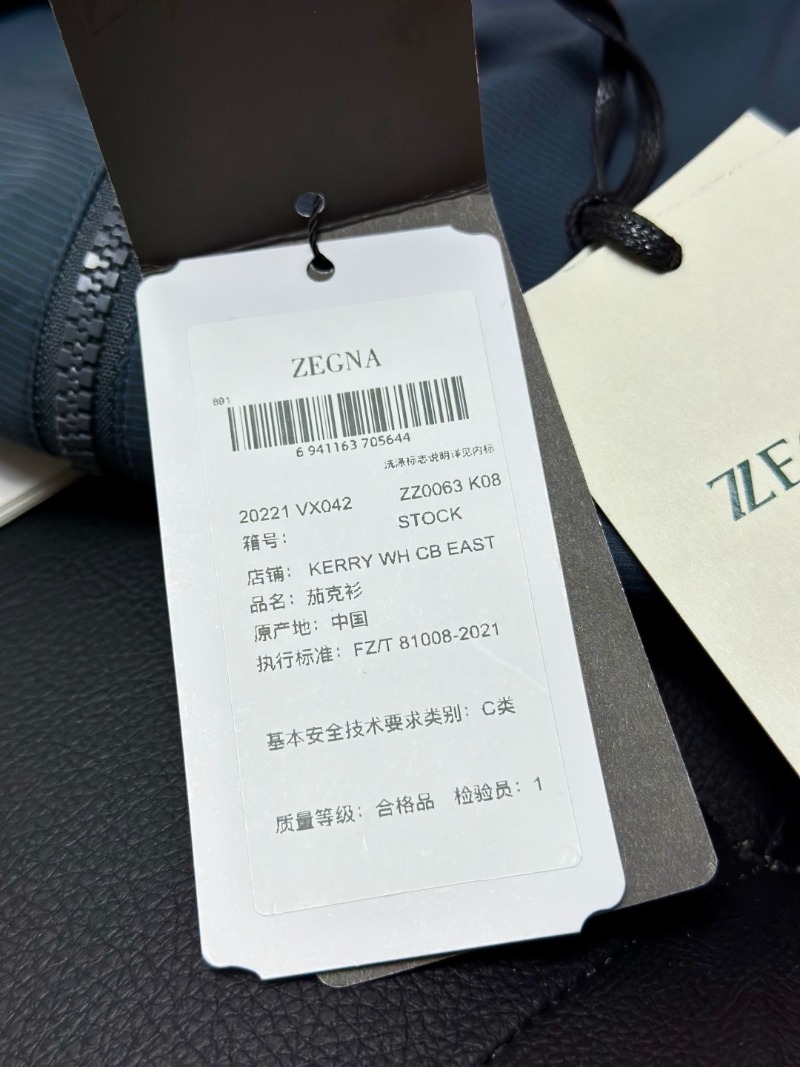 ZEGNA
891
6 941163 705644
洗涤标志说明详见内标
20221 VX042 ZZ0063 K08
箱号: STOCK
店铺: KERRY WH CB EAST
品名: 茄克衫
原产地: 中国
执行标准: FZ/T 81008-2021
基本安全技术要求类别: C类
质量等级: 合格品 检验员: 1
ZEG